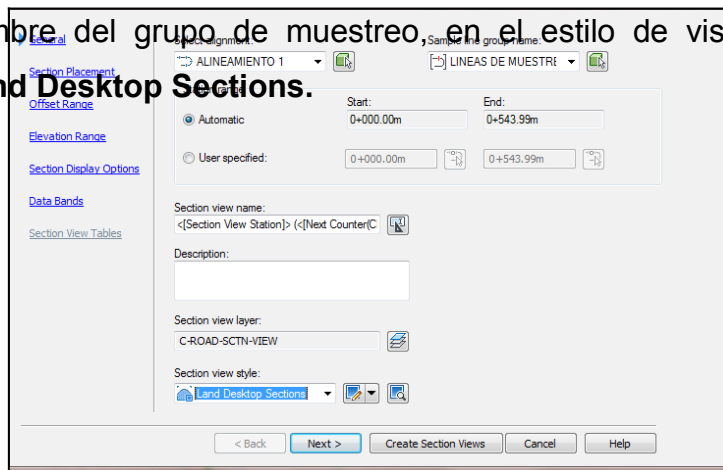 mbre del grupo de muestreo, en el estilo de vis
nd Desktop Sections.
General
Section Placement
Offset Range
Elevation Range
Section Display Options
Data Bands
Section View Tables
Select alignment:
Sample line group name:
ALINEAMIENTO 1
LINEAS DE MUESTRE
Station range
Start:
End:
Automatic
0+000.00m
0+543.99m
User specified:
0+000.00m
0+543.99m
Section view name:
<[Section View Station]> (<[Next Counter(C
Description:
Section view layer:
C-ROAD-SCTN-VIEW
Section view style:
Land Desktop Sections
< Back
Next >
Create Section Views
Cancel
Help